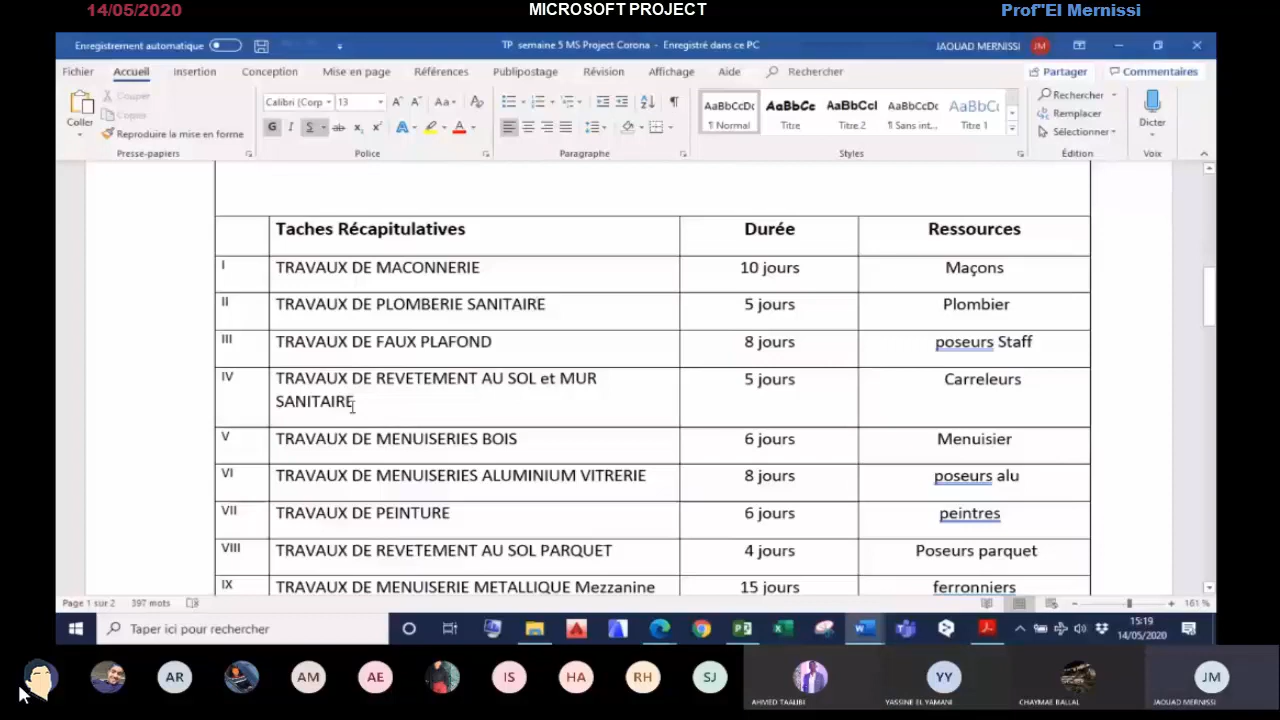 14/05/2020
MICROSOFT PROJECT
Prof"El Mernissi
Enregistrement automatique
TP semaine 5 MS Project Corona - Enregistré dans ce PC
JAOUAD MERNISSI JM
Fichier Accueil Insertion Conception Mise en page Références Publipostage Révision Affichage Aide Rechercher Partager Commentaires
Coller
Couper
Copier
Reproduire la mise en forme
Presse-papiers
Calibri (Corp 13
Police
Paragraphe
AaBbCcDc AaBbCc AaBbCcI AaBbCcDc AaBbCc
¶ Normal Titre Titre 2 ¶ Sans int... Titre 1
Styles
Rechercher
Remplacer
Sélectionner
Édition
Dicter
Voix
Taches Récapitulatives Durée Ressources
I TRAVAUX DE MACONNERIE 10 jours Maçons
II TRAVAUX DE PLOMBERIE SANITAIRE 5 jours Plombier
III TRAVAUX DE FAUX PLAFOND 8 jours poseurs Staff
IV TRAVAUX DE REVETEMENT AU SOL et MUR 5 jours Carreleurs
SANITAIRE
V TRAVAUX DE MENUISERIES BOIS 6 jours Menuisier
VI TRAVAUX DE MENUISERIES ALUMINIUM VITRERIE 8 jours poseurs alu
VII TRAVAUX DE PEINTURE 6 jours peintres
VIII TRAVAUX DE REVETEMENT AU SOL PARQUET 4 jours Poseurs parquet
IX TRAVAUX DE MENUISERIE METALLIQUE Mezzanine 15 jours ferronniers
Page 1 sur 2 397 mots 161 %
Taper ici pour rechercher
15:19
14/05/2020
AR AM AE IS HA RH SJ YY JM
AHMED TAALIBI YASSINE EL YAMANI CHAYMAE BALLAL JAOUAD MERNISSI